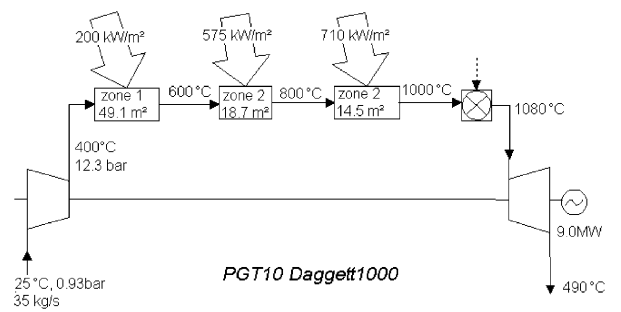 200 kW/m²
575 kW/m²
710 kW/m²
zone 1
49.1 m²
600°C
zone 2
18.7 m²
800°C
zone 2
14.5 m²
1000°C
1080°C
400°C
12.3 bar
9.0MW
25°C, 0.93bar
35 kg/s
PGT10 Daggett1000
490°C